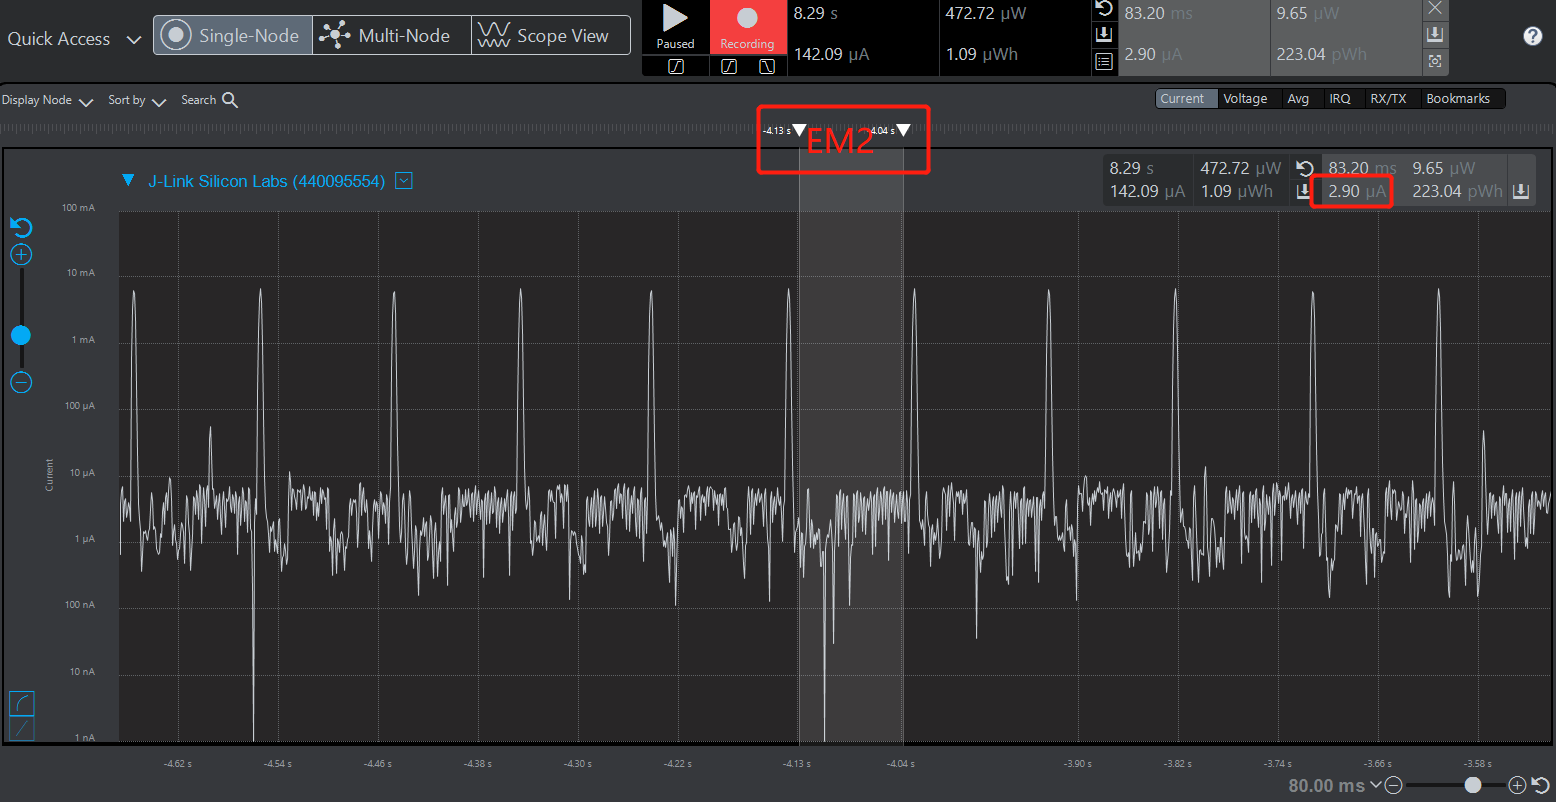 Quick Access
Single-Node
Multi-Node
Scope View
Paused
Recording
8.29 s
472.72 µW
142.09 µA
1.09 µWh
83.20 ms
9.65 µW
2.90 µA
223.04 pWh
Display Node
Sort by
Search
Current
Voltage
Avg
IRQ
RX/TX
Bookmarks
-4.13 s
-4.04 s
EM2
J-Link Silicon Labs (440095554)
8.29 s
472.72 µW
83.20 ms
9.65 µW
142.09 µA
1.09 µWh
2.90 µA
223.04 pWh
100 mA
10 mA
1 mA
100 µA
10 µA
1 µA
100 nA
10 nA
1 nA
Current
-4.62 s
-4.54 s
-4.46 s
-4.38 s
-4.30 s
-4.22 s
-4.13 s
-4.04 s
-3.90 s
-3.82 s
-3.74 s
-3.66 s
-3.58 s
80.00 ms